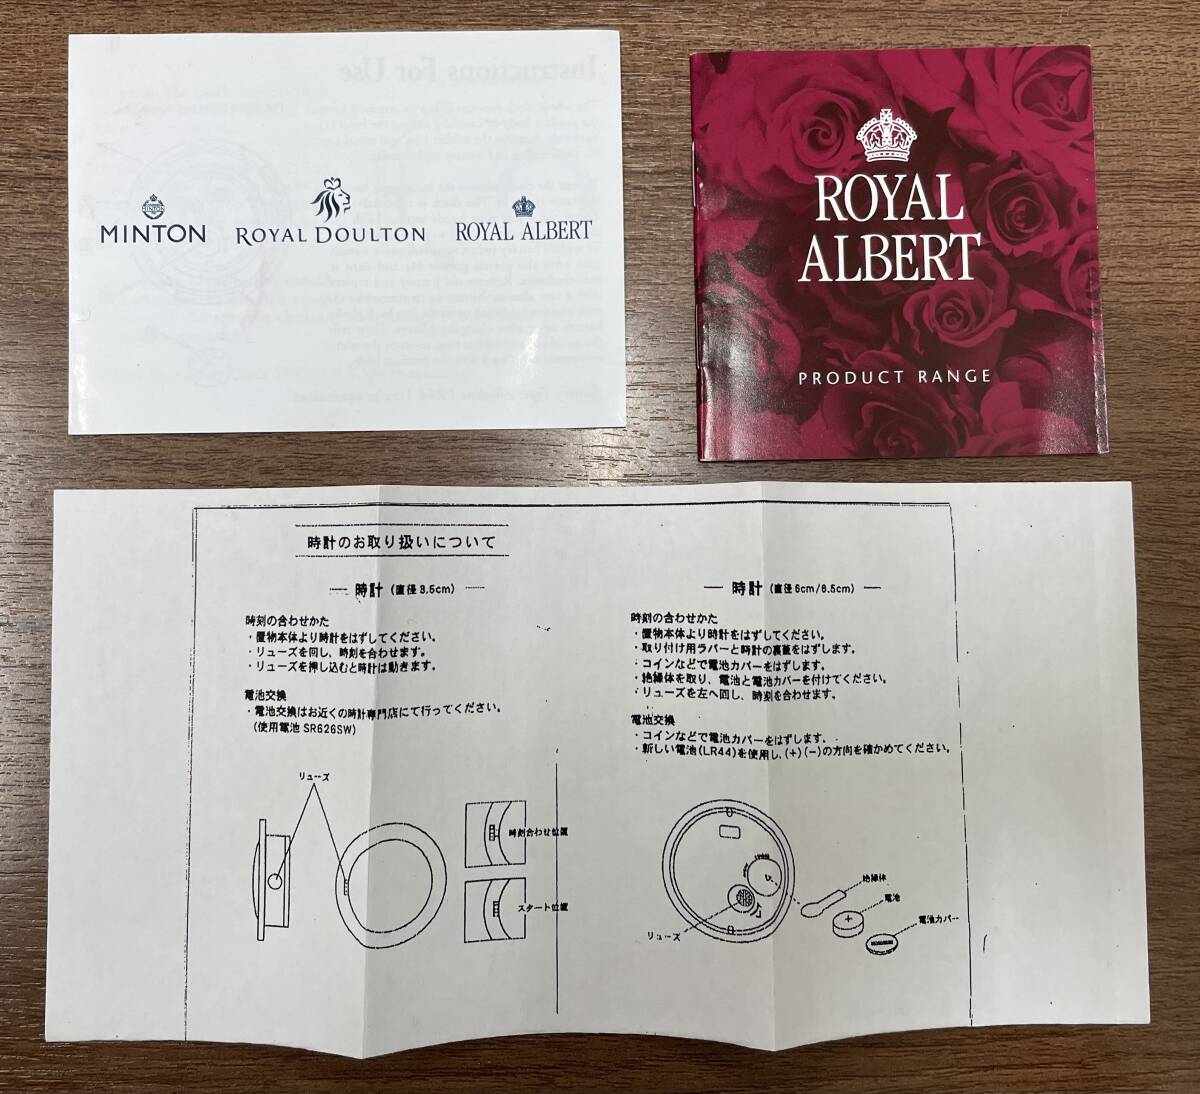 MINTON
MINTON
ROYAL DOULTON
ROYAL ALBERT
ROYAL
ALBERT
PRODUCT RANGE
時計のお取り扱いについて
時計 (直径3.5cm)
時刻の合わせかた
・置物本体より時計をはずしてください。
・リューズを回し、時刻を合わせます。
・リューズを押し込むと時計は動きます。
電池交換
・電池交換はお近くの時計専門店にて行ってください。
(使用電池 SR626SW)
リューズ
時刻合わせ位置
スタート位置
時計 (直径6cm/6.5cm)
時刻の合わせかた
・置物本体より時計をはずしてください。
・取り付け用ラバーと時計の裏蓋をはずします。
・コインなどで電池カバーをはずします。
・絶縁体を取り、電池と電池カバーを付けてください。
・リューズを左へ回し、時刻を合わせます。
電池交換
・コインなどで電池カバーをはずします。
・新しい電池(LR44)を使用し、(+)(-)の方向を確かめてください。
絶縁体
電池
+
電池カバー
リューズ
Instructions For Use